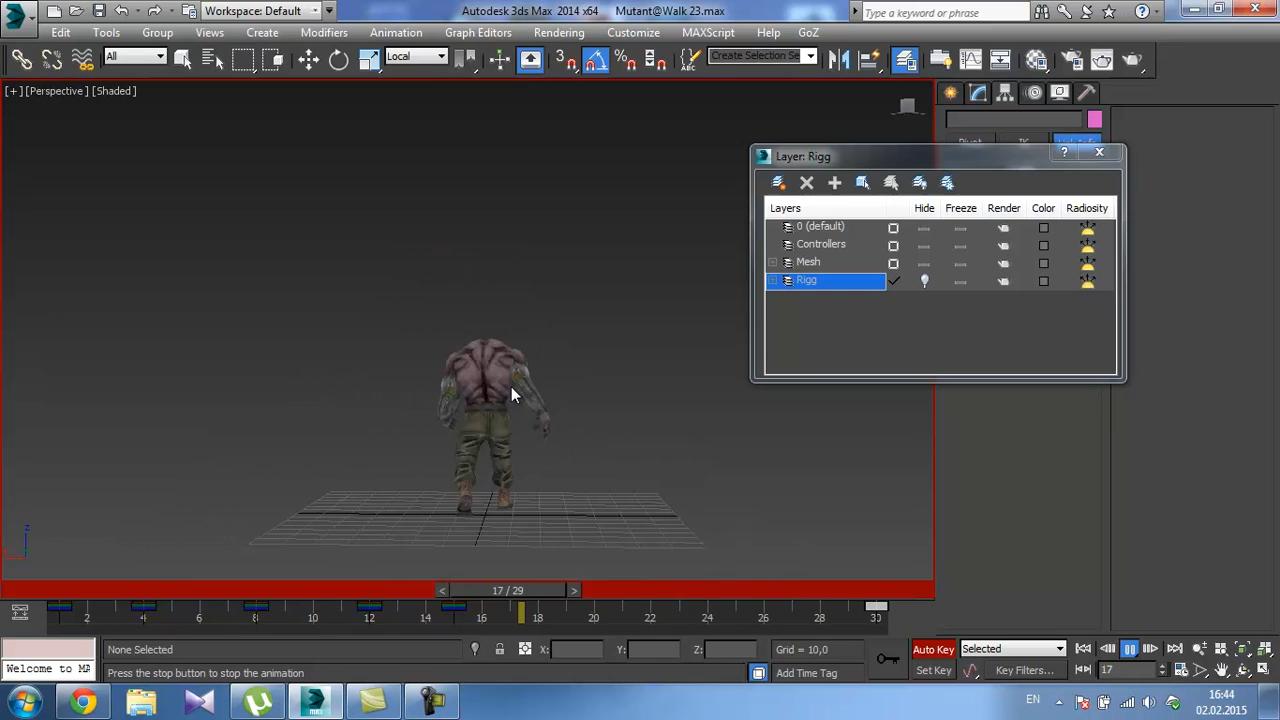 Workspace: Default
Autodesk 3ds Max 2014 x64 Mutant@Walk 23.max
Type a keyword or phrase
Edit Tools Group Views Create Modifiers Animation Graph Editors Rendering Customize MAXScript Help GoZ
All Local 3 Create Selection Se
[+] [Perspective] [Shaded]
Layer: Rigg
Layers Hide Freeze Render Color Radiosity
0 (default)
Controllers
Mesh
Rigg
z
17 / 29
2 4 6 8 10 12 14 16 18 20 22 24 26 28 30
None Selected X: Y: Z: Grid = 10,0 Auto Key Selected
Welcome to MA Press the stop button to stop the animation Add Time Tag Set Key Key Filters... 17
EN 16:44
02.02.2015